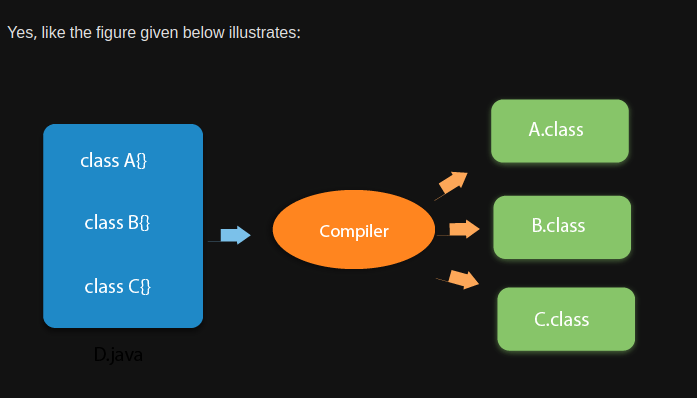 Yes, like the figure given below illustrates:
class A{}
class B{}
class C{}
D.java
Compiler
A.class
B.class
C.class